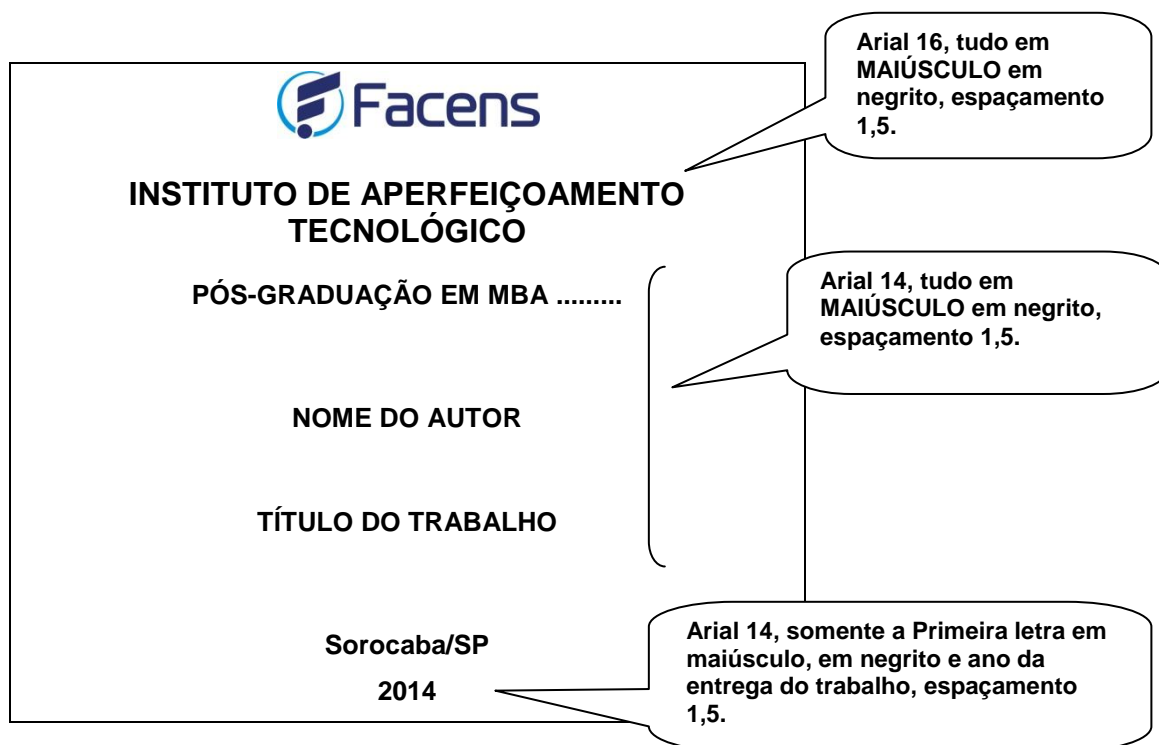 Facens
INSTITUTO DE APERFEIÇOAMENTO
TECNOLÓGICO
PÓS-GRADUAÇÃO EM MBA .........
NOME DO AUTOR
TÍTULO DO TRABALHO
Sorocaba/SP
2014
Arial 16, tudo em
MAIÚSCULO em
negrito, espaçamento
1,5.
Arial 14, tudo em
MAIÚSCULO em negrito,
espaçamento 1,5.
Arial 14, somente a Primeira letra em
maiúsculo, em negrito e ano da
entrega do trabalho, espaçamento
1,5.